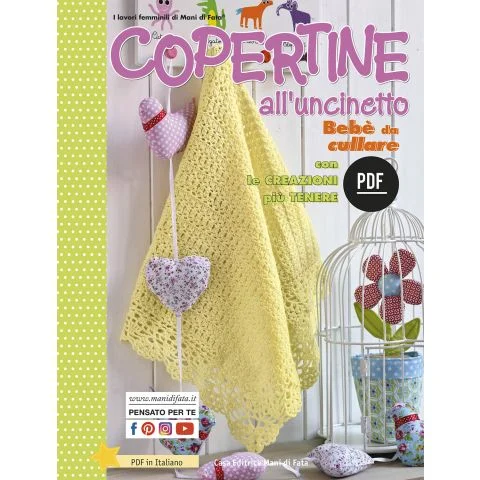 I lavori femminili di Mani di Fata
COPERTINE
all'uncinetto
Bebè da
cullare
con
le CREAZIONI
più TENERE
PDF
www.manidifata.it
PENSATO PER TE
PDF in Italiano
Casa Editrice Mani di Fata